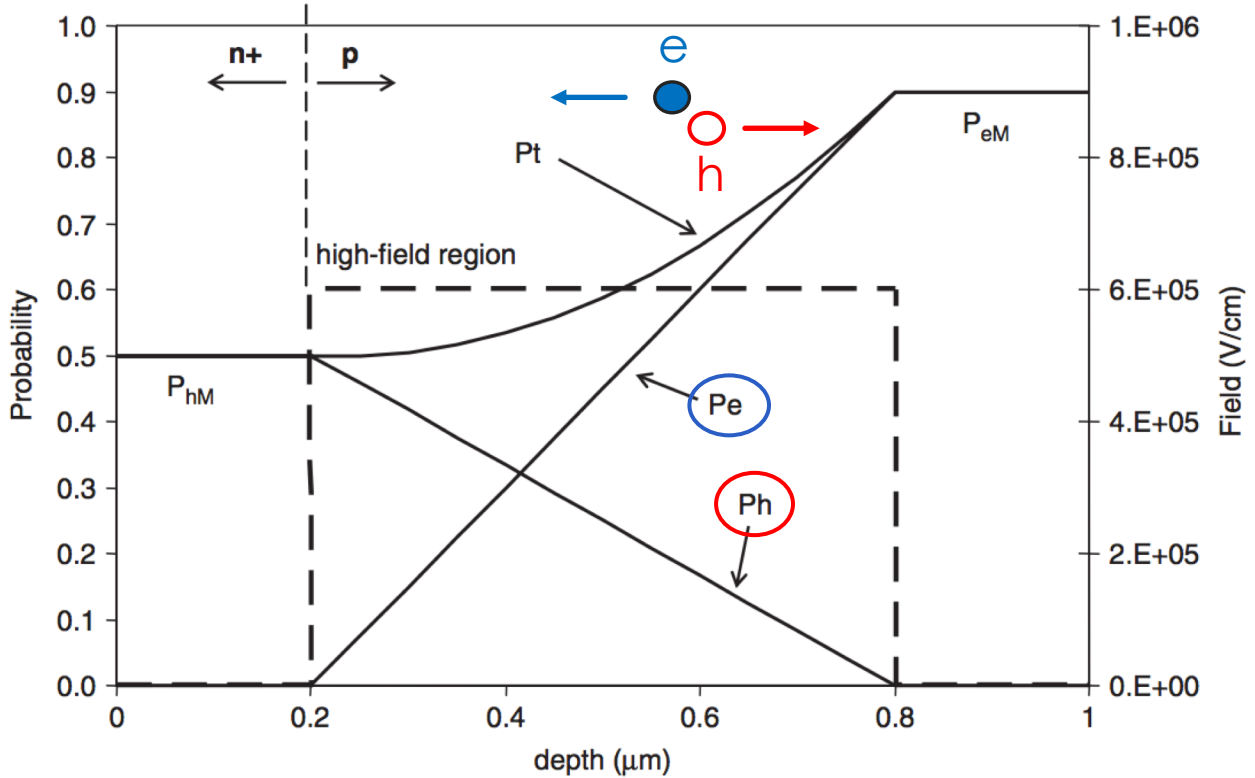 1.0
0.9
0.8
0.7
0.6
0.5
0.4
0.3
0.2
0.1
0.0
Probability
n+
p
e
h
Pt
PeM
high-field region
PhM
Pe
Ph
1.E+06
8.E+05
6.E+05
4.E+05
2.E+05
0.E+00
Field (V/cm)
0 0.2 0.4 0.6 0.8 1
depth (μm)